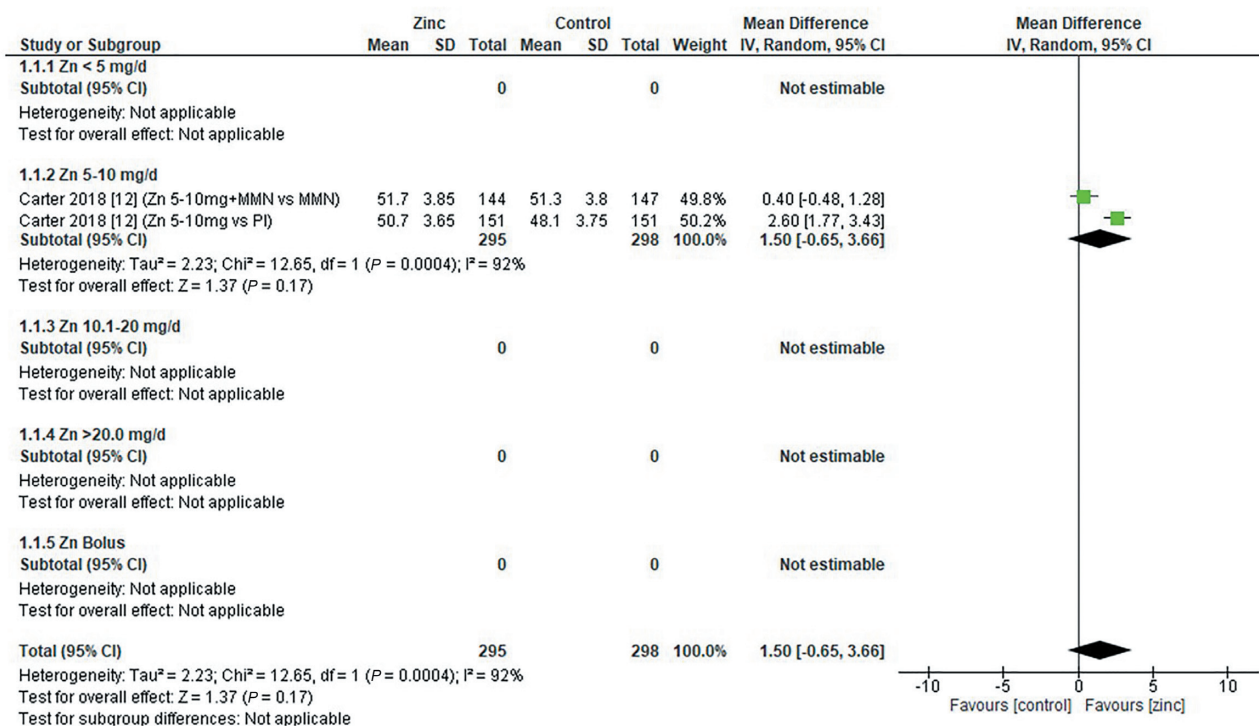 Zinc Control Mean Difference Mean Difference
Study or Subgroup Mean SD Total Mean SD Total Weight IV, Random, 95% CI IV, Random, 95% CI
1.1.1 Zn < 5 mg/d
Subtotal (95% CI) 0 0 Not estimable
Heterogeneity: Not applicable
Test for overall effect: Not applicable
1.1.2 Zn 5-10 mg/d
Carter 2018 [12] (Zn 5-10mg+MMN vs MMN) 51.7 3.85 144 51.3 3.8 147 49.8% 0.40 [-0.48, 1.28]
Carter 2018 [12] (Zn 5-10mg vs PI) 50.7 3.65 151 48.1 3.75 151 50.2% 2.60 [1.77, 3.43]
Subtotal (95% CI) 295 298 100.0% 1.50 [-0.65, 3.66]
Heterogeneity: Tau² = 2.23; Chi² = 12.65, df = 1 (P = 0.0004); I² = 92%
Test for overall effect: Z = 1.37 (P = 0.17)
1.1.3 Zn 10.1-20 mg/d
Subtotal (95% CI) 0 0 Not estimable
Heterogeneity: Not applicable
Test for overall effect: Not applicable
1.1.4 Zn >20.0 mg/d
Subtotal (95% CI) 0 0 Not estimable
Heterogeneity: Not applicable
Test for overall effect: Not applicable
1.1.5 Zn Bolus
Subtotal (95% CI) 0 0 Not estimable
Heterogeneity: Not applicable
Test for overall effect: Not applicable
Total (95% CI) 295 298 100.0% 1.50 [-0.65, 3.66]
Heterogeneity: Tau² = 2.23; Chi² = 12.65, df = 1 (P = 0.0004); I² = 92%
Test for overall effect: Z = 1.37 (P = 0.17)
Test for subgroup differences: Not applicable
-10 -5 0 5 10
Favours [control] Favours [zinc]